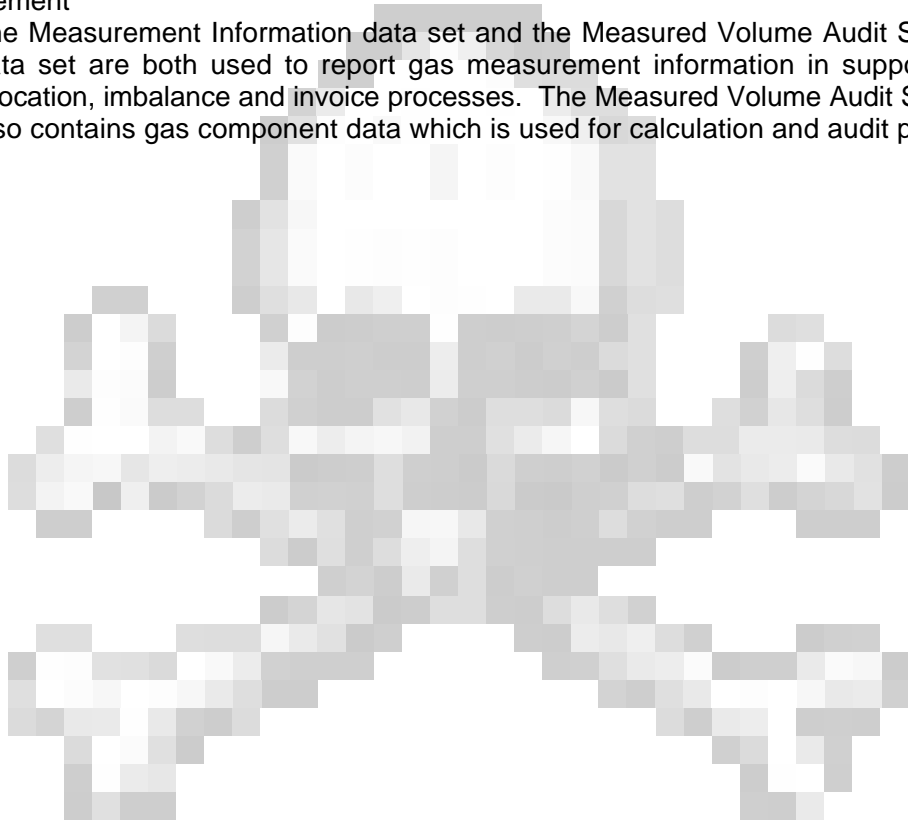 ement
e Measurement Information data set and the Measured Volume Audit S
ta set are both used to report gas measurement information in suppo
ocation, imbalance and invoice processes. The Measured Volume Audit S
so contains gas component data which is used for calculation and audit p